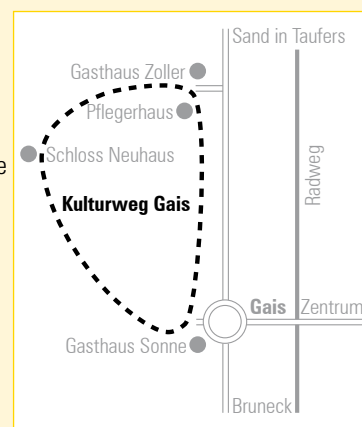 Sand in Taufers
Gasthaus Zoller
Pflegerhaus
Schloss Neuhaus
e
Radweg
Kulturweg Gais
Gais Zentrum
Gasthaus Sonne
Bruneck